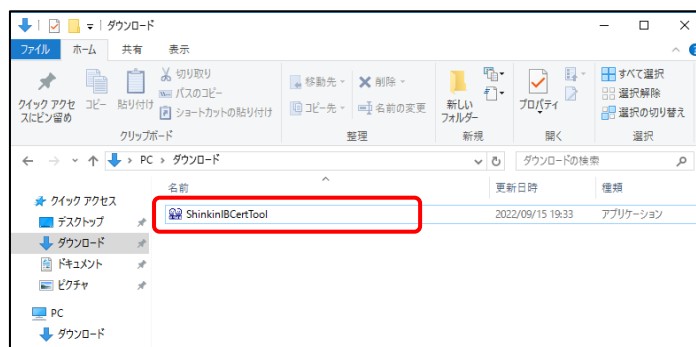 ダウンロード
ファイル ホーム 共有 表示
クイック アクセスにピン留め
コピー
貼り付け
切り取り
パスのコピー
ショートカットの貼り付け
クリップボード
移動先
コピー先
削除
名前の変更
整理
新しいフォルダー
新規
プロパティ
開く
すべて選択
選択解除
選択の切り替え
選択
PC › ダウンロード
ダウンロードの検索
名前 更新日時 種類
ShinkinIBCertTool 2022/09/15 19:33 アプリケーション
クイック アクセス
デスクトップ
ダウンロード
ドキュメント
ピクチャ
PC
ダウンロード